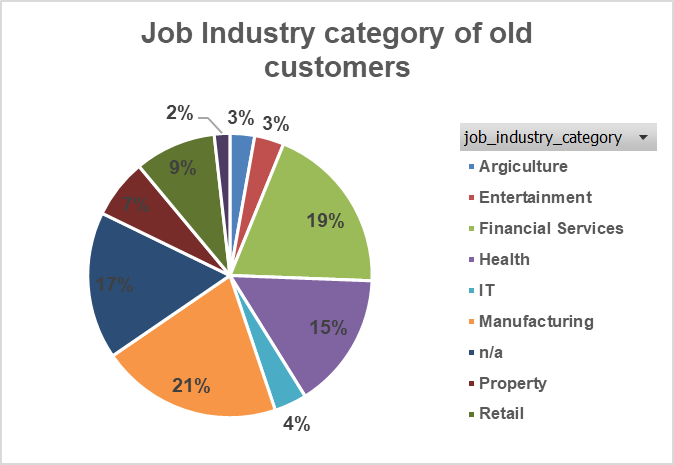 Job Industry category of old
customers
2%
3%
3%
9%
19%
7%
17%
15%
21%
4%
job_industry_category
Argiculture
Entertainment
Financial Services
Health
IT
Manufacturing
n/a
Property
Retail